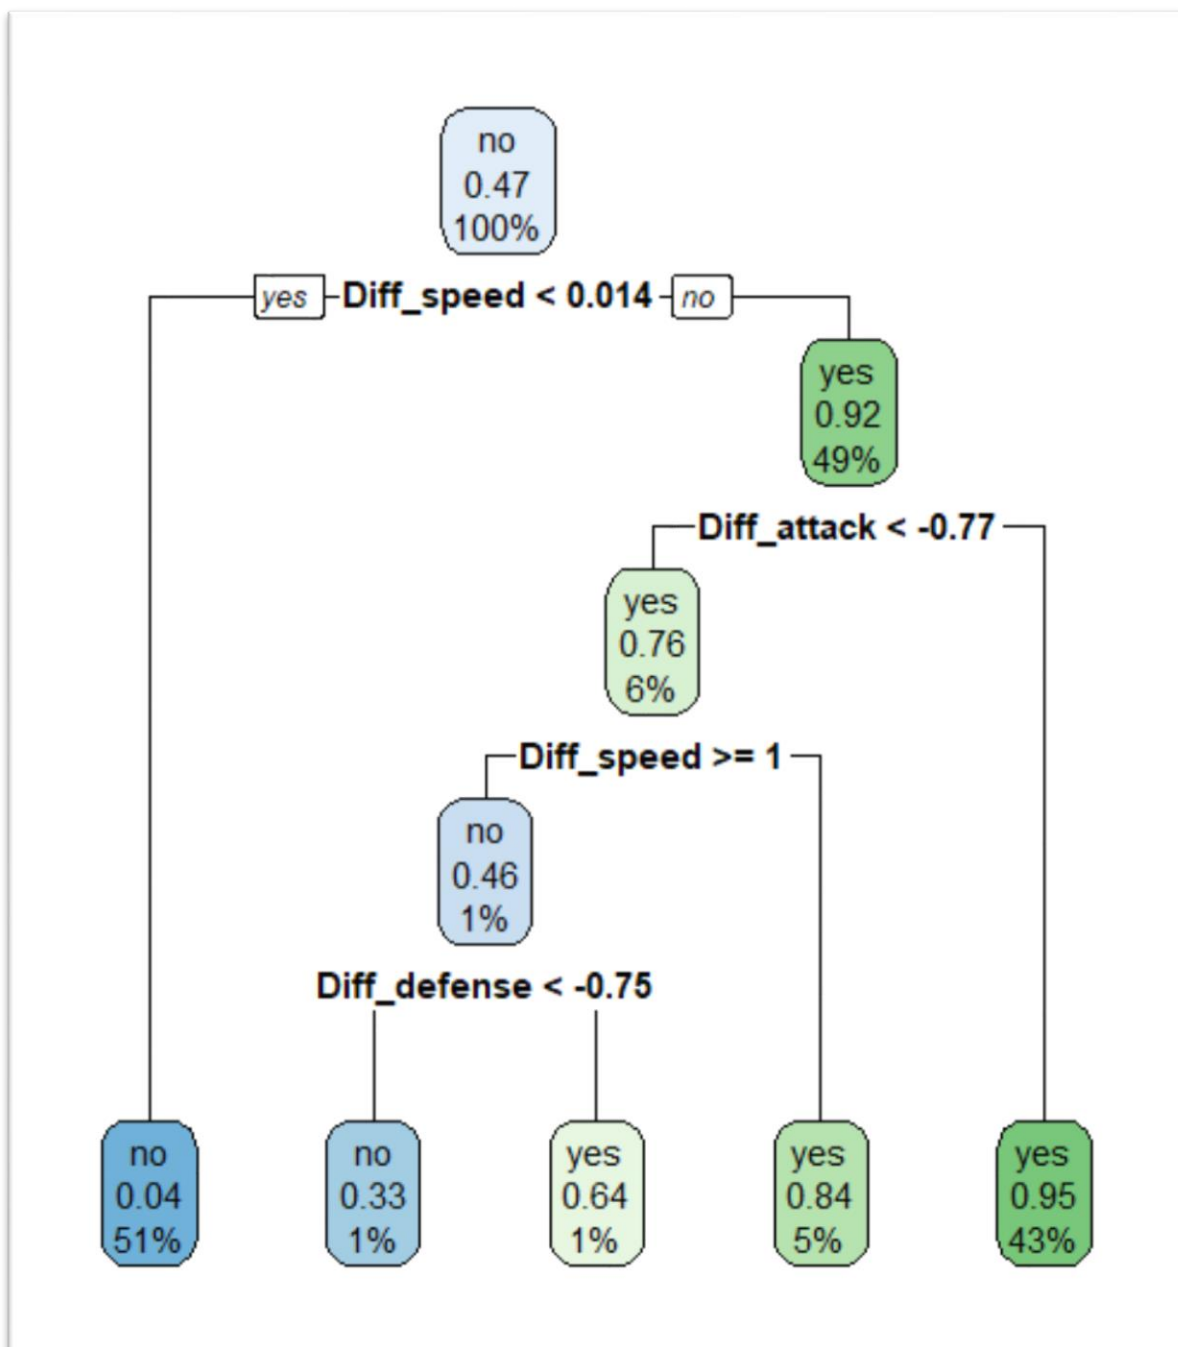 no
0.47
100%
yes Diff_speed < 0.014 no
yes
0.92
49%
Diff_attack < -0.77
yes
0.76
6%
Diff_speed >= 1
no
0.46
1%
Diff_defense < -0.75
no
0.04
51%
no
0.33
1%
yes
0.64
1%
yes
0.84
5%
yes
0.95
43%